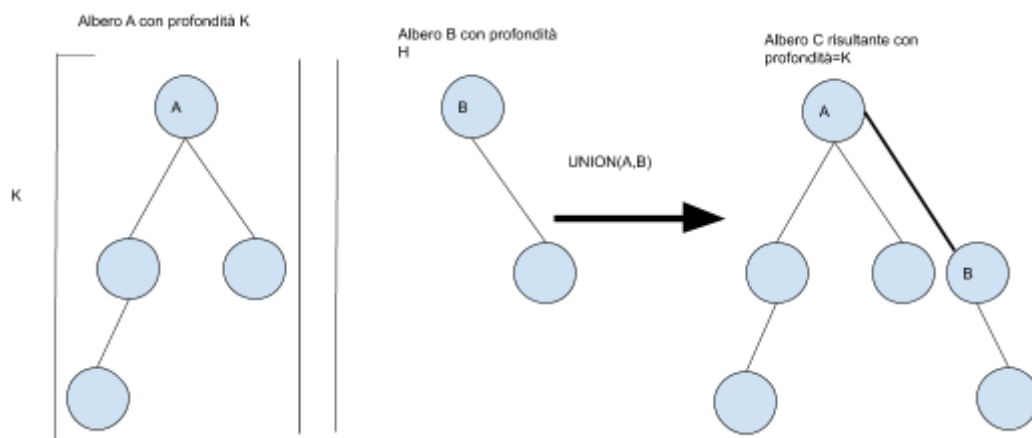 Albero A con profondità K
Albero B con profondità
H
Albero C risultante con
profondità=K
A
B
A
UNION(A,B)
K
B